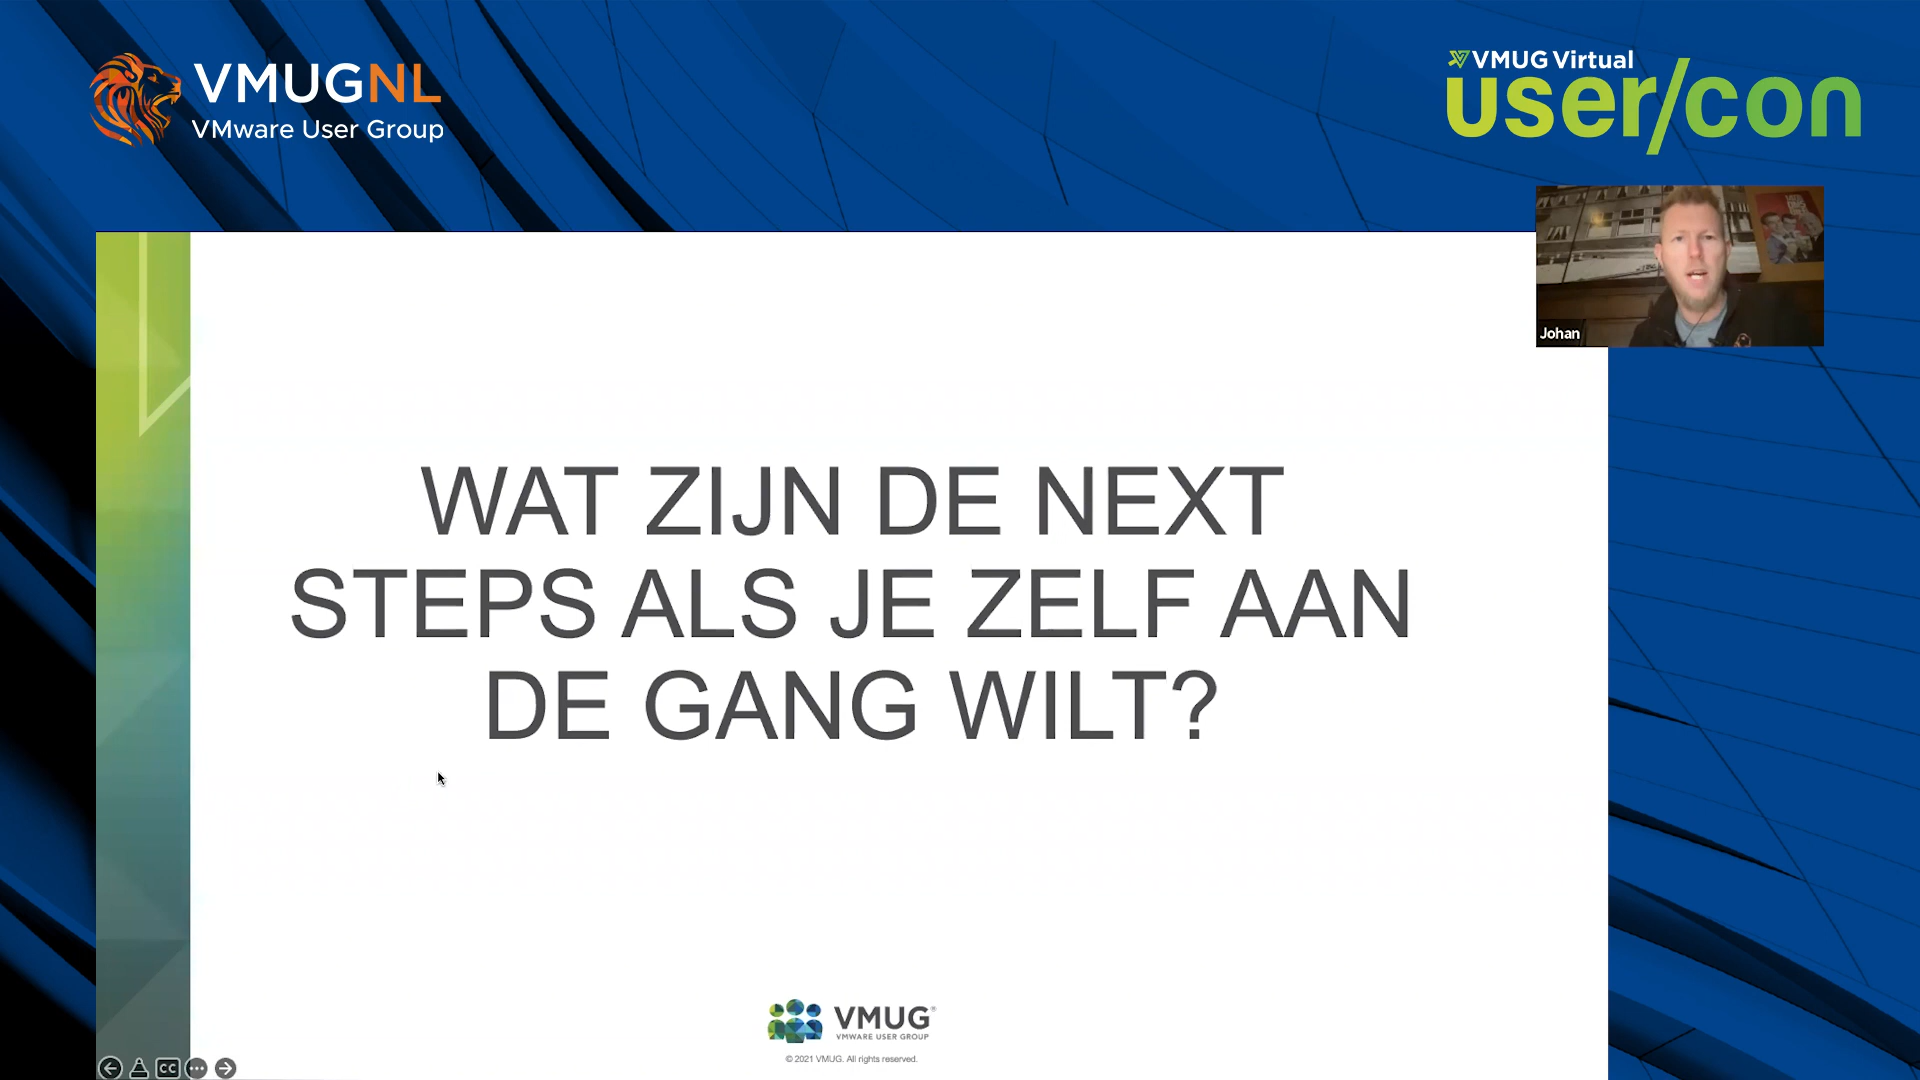 VMUGNL
VMware User Group
VMUG Virtual
user/con
Johan
WAT ZIJN DE NEXT
STEPS ALS JE ZELF AAN
DE GANG WILT?
VMUG®
VMWARE USER GROUP
© 2021 VMUG. All rights reserved.
CC